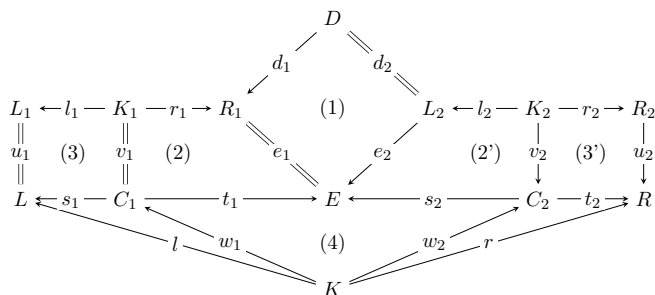 D
d₁ d₂
L₁ l₁ K₁ r₁ R₁ (1) L₂ l₂ K₂ r₂ R₂
u₁ (3) v₁ (2) e₁ e₂ (2') v₂ (3') u₂
L s₁ C₁ t₁ E s₂ C₂ t₂ R
l w₁ (4) w₂ r
K